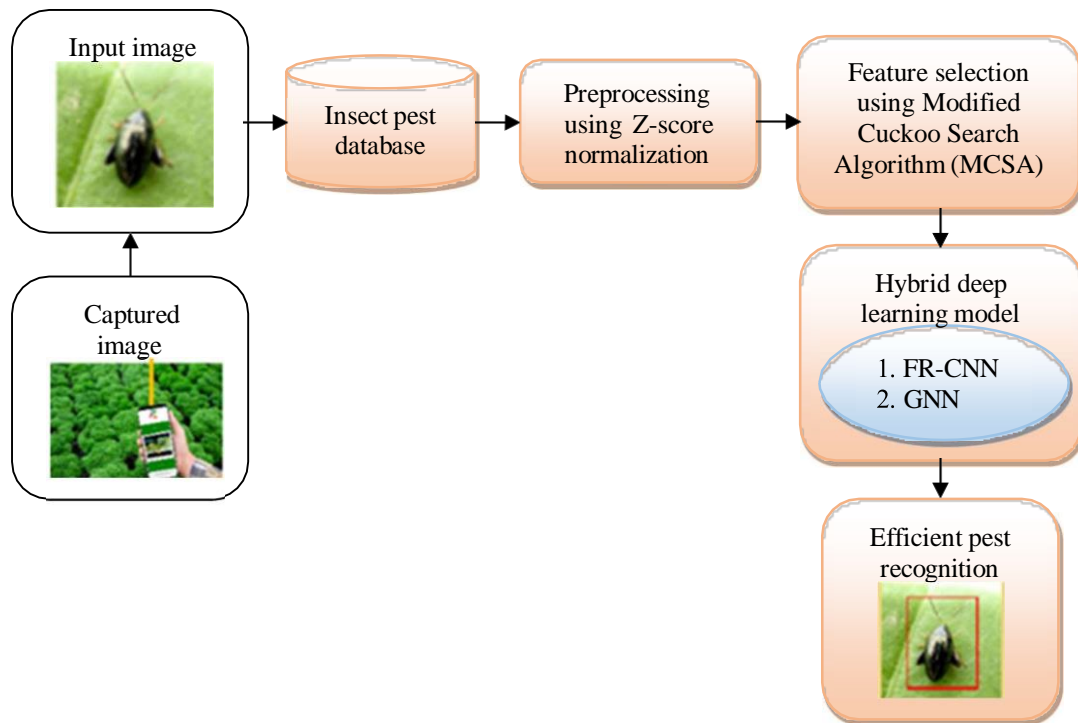 Input image
Captured
image
Insect pest
database
Preprocessing
using Z-score
normalization
Feature selection
using Modified
Cuckoo Search
Algorithm (MCSA)
Hybrid deep
learning model
1. FR-CNN
2. GNN
Efficient pest
recognition